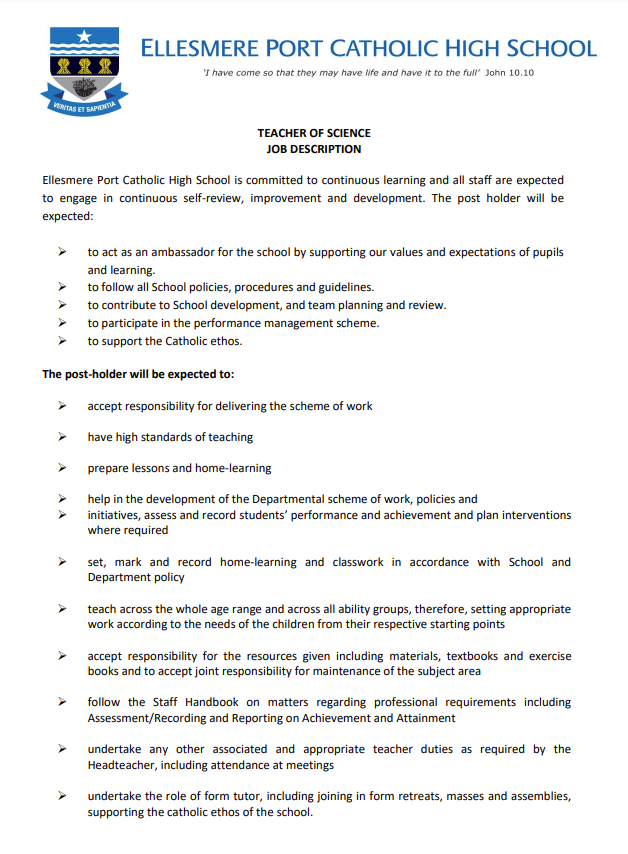 ELLESMERE PORT CATHOLIC HIGH SCHOOL
'I have come so that they may have life and have it to the full' John 10.10
VERITAS ET SAPIENTIA
TEACHER OF SCIENCE
JOB DESCRIPTION
Ellesmere Port Catholic High School is committed to continuous learning and all staff are expected
to engage in continuous self-review, improvement and development. The post holder will be
expected:
➢ to act as an ambassador for the school by supporting our values and expectations of pupils
and learning.
➢ to follow all School policies, procedures and guidelines.
➢ to contribute to School development, and team planning and review.
➢ to participate in the performance management scheme.
➢ to support the Catholic ethos.
The post-holder will be expected to:
➢ accept responsibility for delivering the scheme of work
➢ have high standards of teaching
➢ prepare lessons and home-learning
➢ help in the development of the Departmental scheme of work, policies and
➢ initiatives, assess and record students' performance and achievement and plan interventions
where required
➢ set, mark and record home-learning and classwork in accordance with School and
Department policy
➢ teach across the whole age range and across all ability groups, therefore, setting appropriate
work according to the needs of the children from their respective starting points
➢ accept responsibility for the resources given including materials, textbooks and exercise
books and to accept joint responsibility for maintenance of the subject area
➢ follow the Staff Handbook on matters regarding professional requirements including
Assessment/Recording and Reporting on Achievement and Attainment
➢ undertake any other associated and appropriate teacher duties as required by the
Headteacher, including attendance at meetings
➢ undertake the role of form tutor, including joining in form retreats, masses and assemblies,
supporting the catholic ethos of the school.